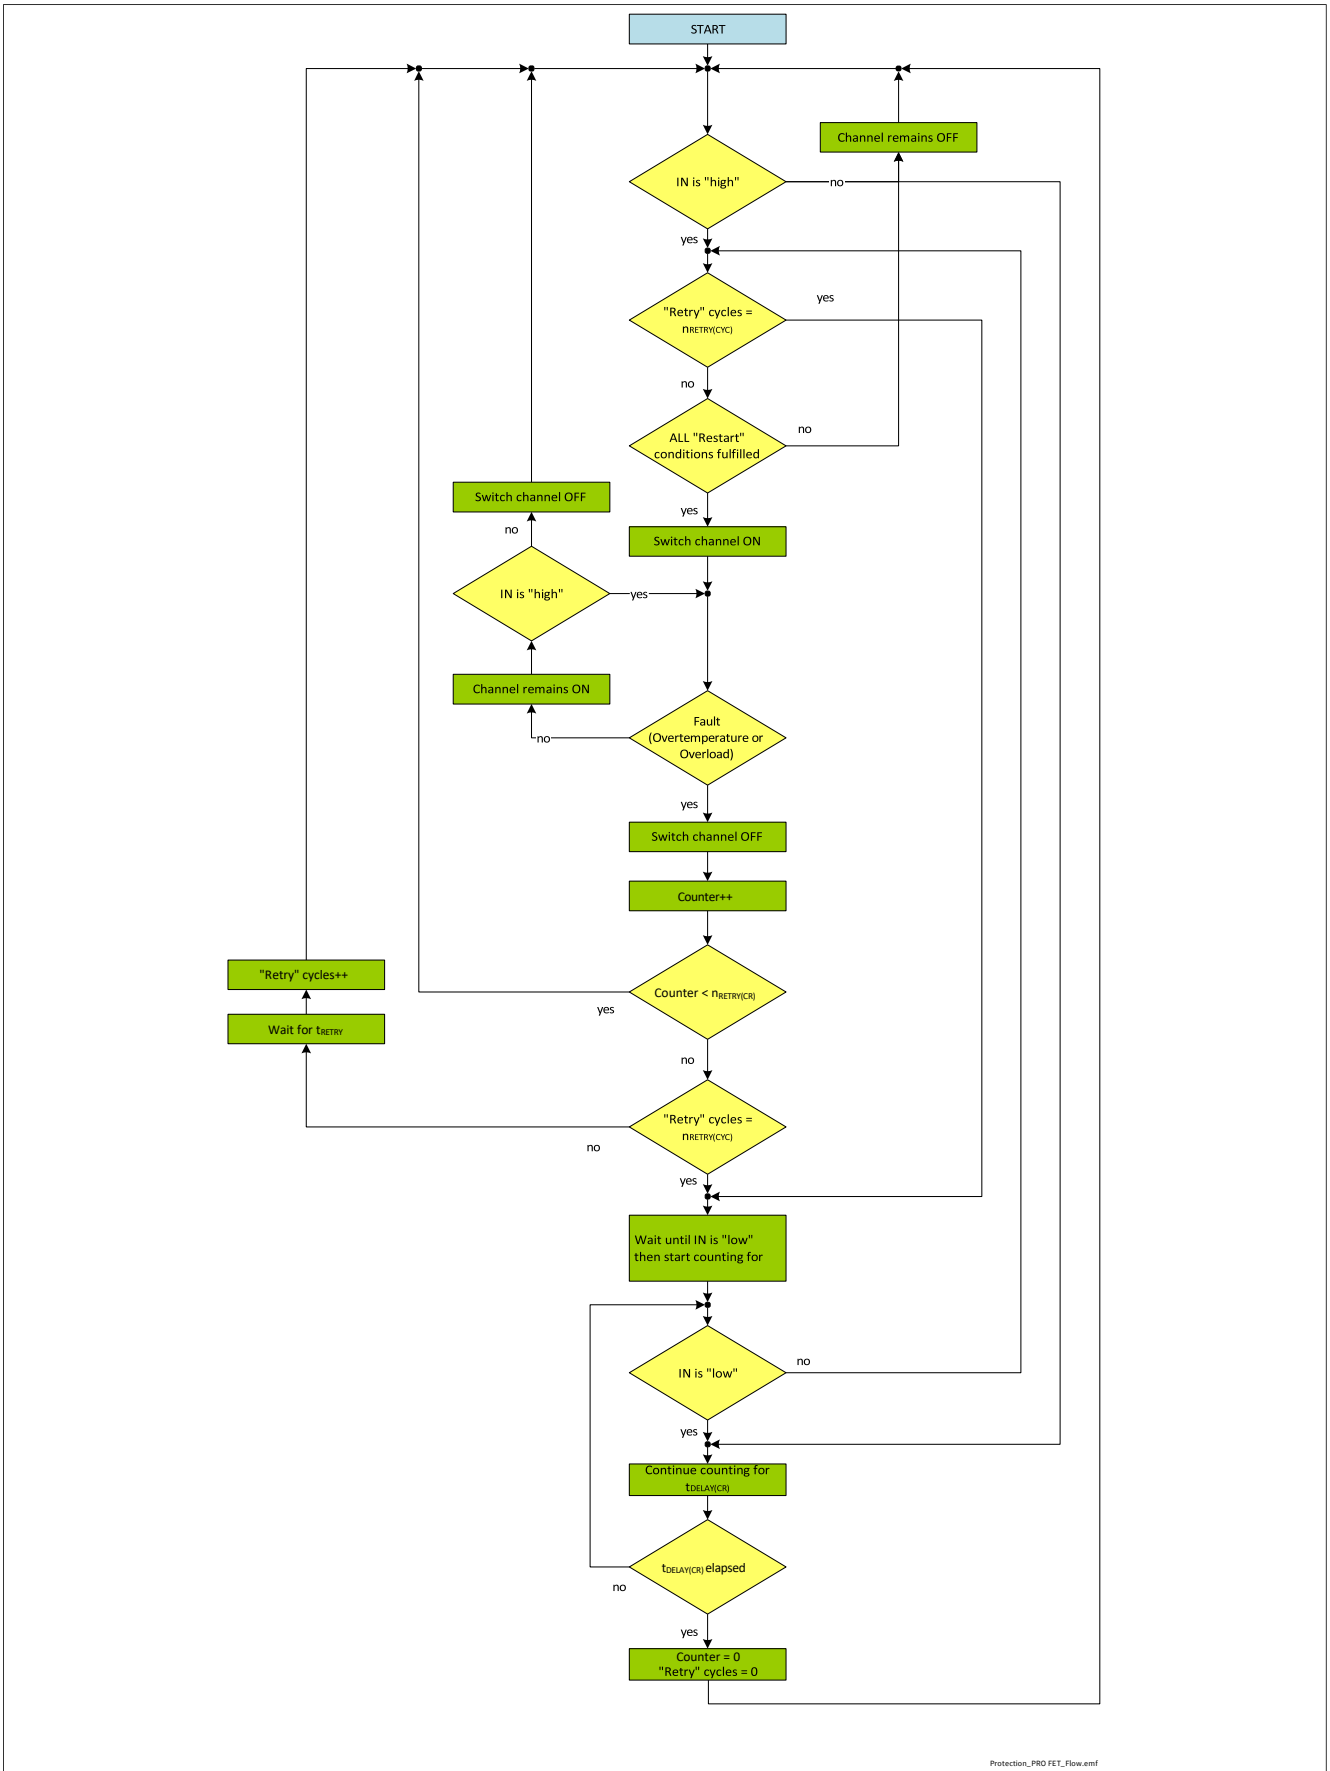 START
Channel remains OFF
IN is "high"
no
yes
"Retry" cycles =
nRETRY(CYC)
yes
no
ALL "Restart"
conditions fulfilled
no
Switch channel OFF
yes
no
Switch channel ON
IN is "high"
yes
Channel remains ON
Fault
(Overtemperature or
Overload)
no
yes
Switch channel OFF
Counter++
"Retry" cycles++
Counter < nRETRY(CR)
yes
Wait for tRETRY
no
"Retry" cycles =
nRETRY(CYC)
no
yes
Wait until IN is "low"
then start counting for
IN is "low"
no
yes
Continue counting for
tDELAY(CR)
tDELAY(CR) elapsed
no
yes
Counter = 0
"Retry" cycles = 0
Protection_PRO FET_Flow.emf